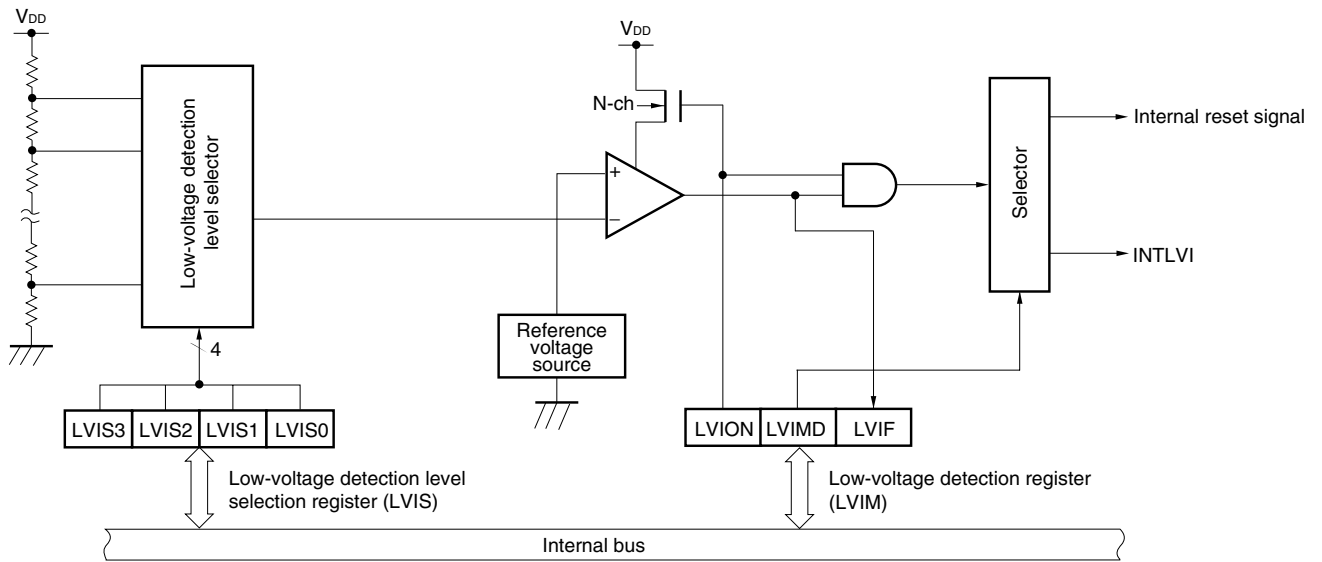 VDD
Low-voltage detection
level selector
4
LVIS3 LVIS2 LVIS1 LVIS0
Low-voltage detection level
selection register (LVIS)
VDD
N-ch
+
−
Reference
voltage
source
LVION LVIMD LVIF
Low-voltage detection register
(LVIM)
Selector
Internal reset signal
INTLVI
Internal bus